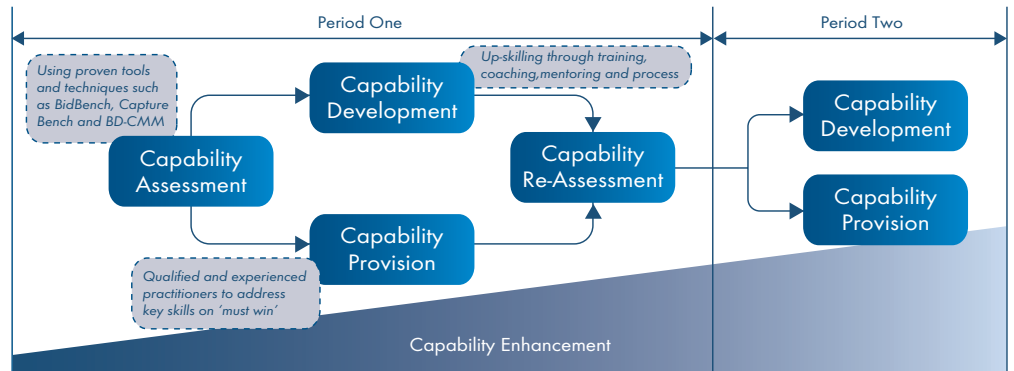 Period One
Period Two
Using proven tools
and techniques such
as BidBench, Capture
Bench and BD-CMM
Capability
Development
Up-skilling through training,
coaching,mentoring and process
Capability
Assessment
Capability
Re-Assessment
Capability
Provision
Qualified and experienced
practitioners to address
key skills on ‘must win’
Capability
Development
Capability
Provision
Capability Enhancement